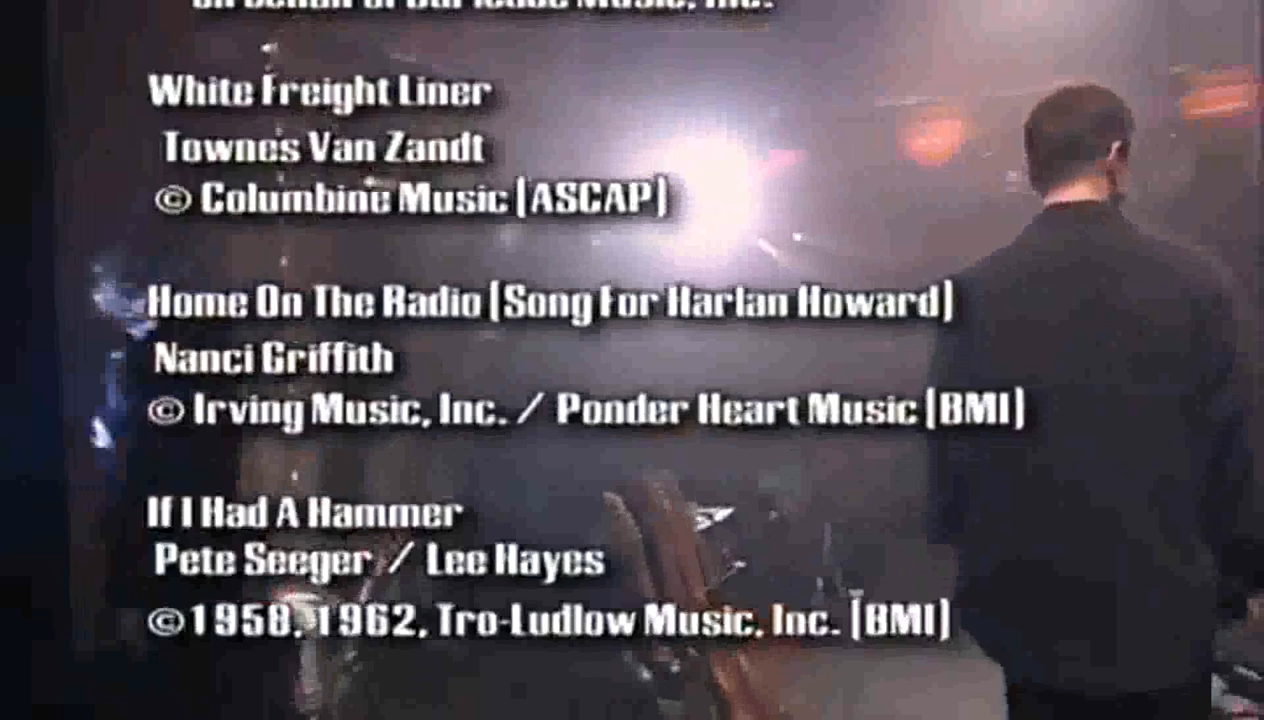 White Freight Liner
Townes Van Zandt
© Columbine Music (ASCAP)
Home On The Radio (Song For Harlan Howard)
Nanci Griffith
© Irving Music, Inc. / Ponder Heart Music (BMI)
If I Had A Hammer
Pete Seeger / Lee Hayes
©1958, 1962, Tro-Ludlow Music, Inc. (BMI)